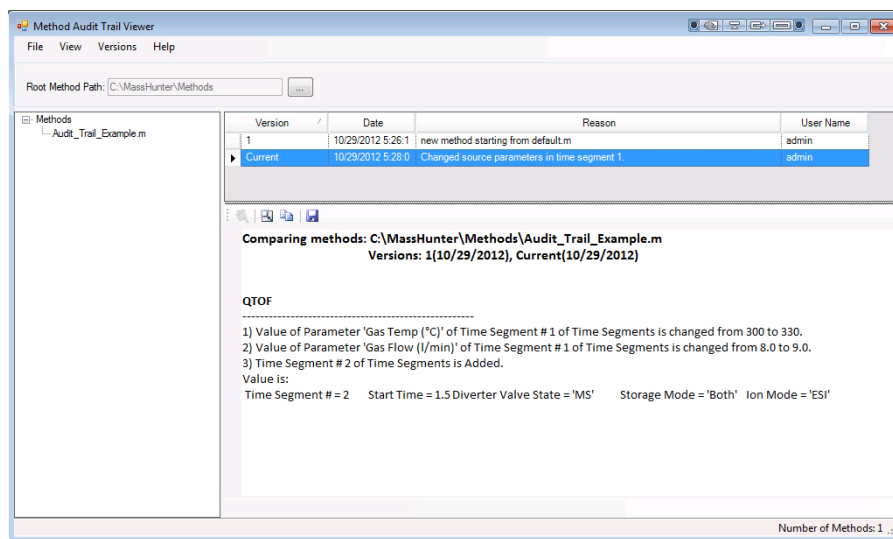 Method Audit Trail Viewer
File View Versions Help
Root Method Path: C:\MassHunter\Methods ...
Methods
Audit_Trail_Example.m
Version Date Reason User Name
1 10/29/2012 5:26:1 new method starting from default.m admin
Current 10/29/2012 5:28:0 Changed source parameters in time segment 1. admin
Comparing methods: C:\MassHunter\Methods\Audit_Trail_Example.m
Versions: 1(10/29/2012), Current(10/29/2012)
QTOF
------------------------------------------------------
1) Value of Parameter 'Gas Temp (°C)' of Time Segment # 1 of Time Segments is changed from 300 to 330.
2) Value of Parameter 'Gas Flow (l/min)' of Time Segment # 1 of Time Segments is changed from 8.0 to 9.0.
3) Time Segment # 2 of Time Segments is Added.
Value is:
Time Segment # = 2 Start Time = 1.5 Diverter Valve State = 'MS' Storage Mode = 'Both' Ion Mode = 'ESI'
Number of Methods: 1